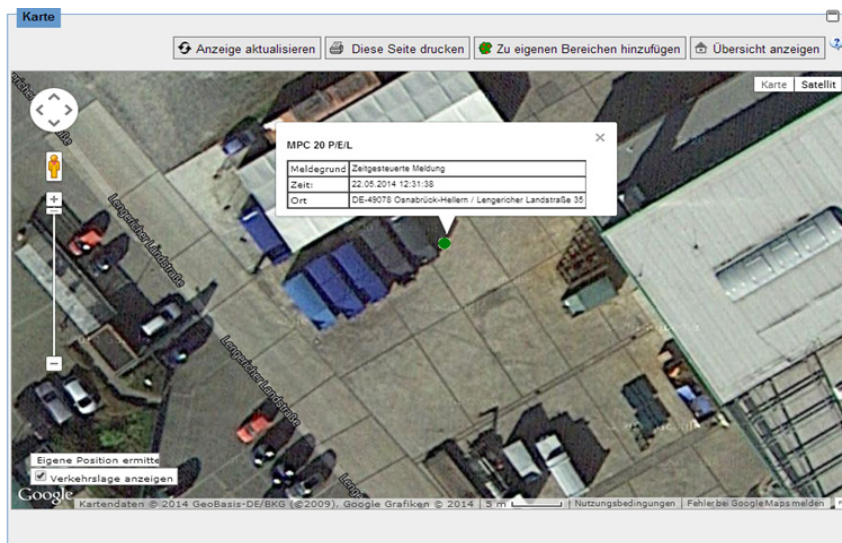 Karte
Anzeige aktualisieren
Diese Seite drucken
Zu eigenen Bereichen hinzufügen
Übersicht anzeigen
Karte
Satellit
MPC 20 P/E/L
Meldegrund Zeitgesteuerte Meldung
Zeit: 22.05.2014 12:31:38
Ort DE-49078 Osnabrück-Hellern / Lengericher Landstraße 35
Lengericher Landstraße
Lengericher Landstraße
Eigene Position ermitte
Verkehrslage anzeigen
Google
Kartendaten © 2014 GeoBasis-DE/BKG (©2009), Google Grafiken © 2014
5 m
Nutzungsbedingungen
Fehler bei Google Maps melden